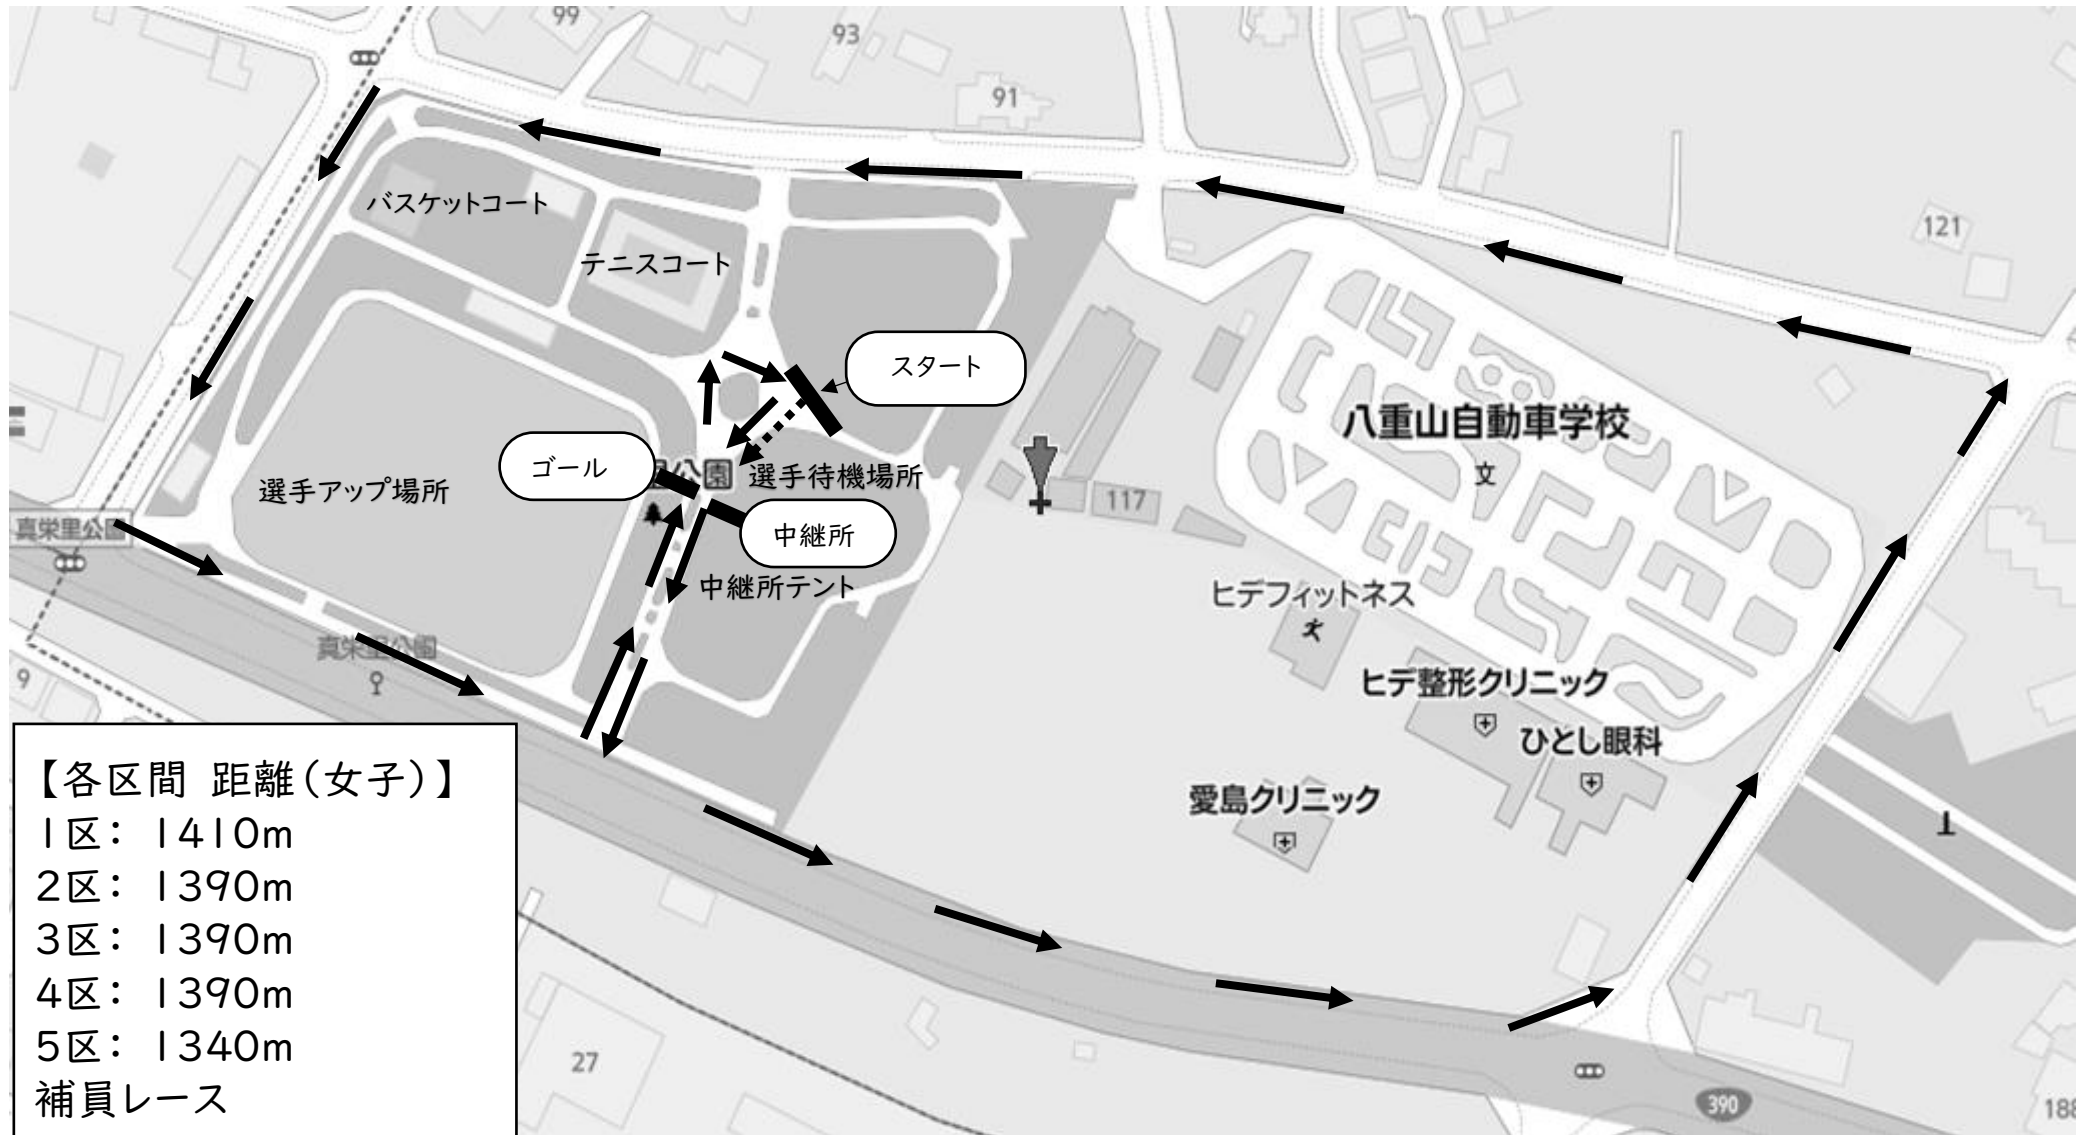 99
93
91
121
バスケットコート
テニスコート
スタート
八重山自動車学校
文
ゴール
里公園
選手待機場所
選手アップ場所
117
真栄里公園
中継所
中継所テント
ヒデフィットネス
真栄里公園
ヒデ整形クリニック
ひとし眼科
愛島クリニック
9
【各区間 距離(女子)】
1区: 1410m
2区: 1390m
3区: 1390m
4区: 1390m
5区: 1340m
補員レース
27
390
188